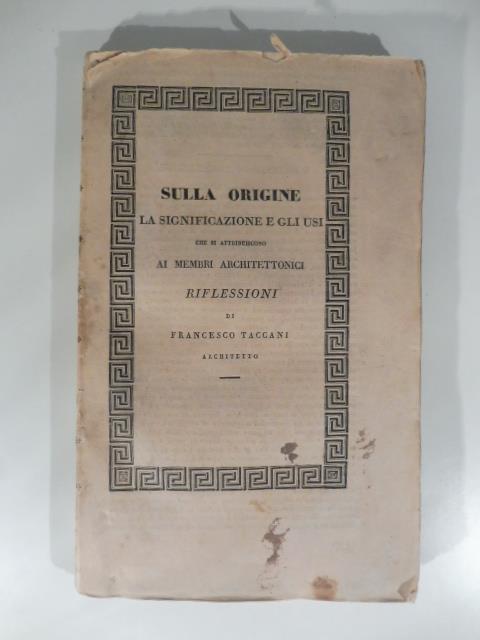 SULLA ORIGINE
LA SIGNIFICAZIONE E GLI USI
CHE SI ATTRIBUISCONO
AI MEMBRI ARCHITETTONICI
RIFLESSIONI
DI
FRANCESCO TACCANI
ARCHITETTO